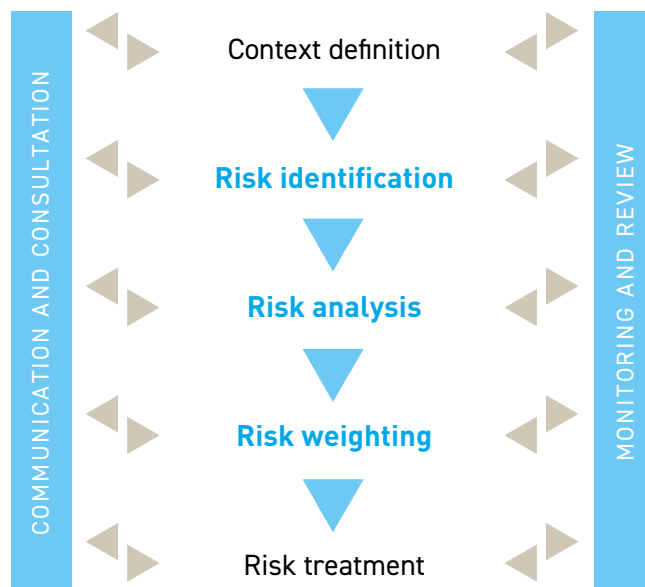 COMMUNICATION AND CONSULTATION
Context definition
Risk identification
Risk analysis
Risk weighting
Risk treatment
MONITORING AND REVIEW